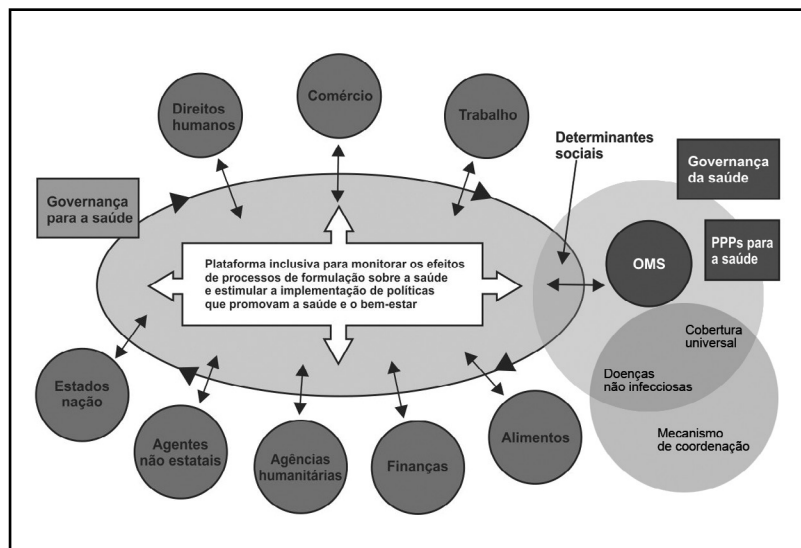 Direitos
humanos
Comércio
Trabalho
Determinantes
sociais
Governança
da saúde
Governança
para a saúde
PPPs para
a saúde
OMS
Plataforma inclusiva para monitorar os efeitos
de processos de formulação sobre a saúde
e estimular a implementação de políticas
que promovam a saúde e o bem-estar
Cobertura
universal
Doenças
não infecciosas
Mecanismo
de coordenação
Estados
nação
Agentes
não estatais
Agências
humanitárias
Finanças
Alimentos